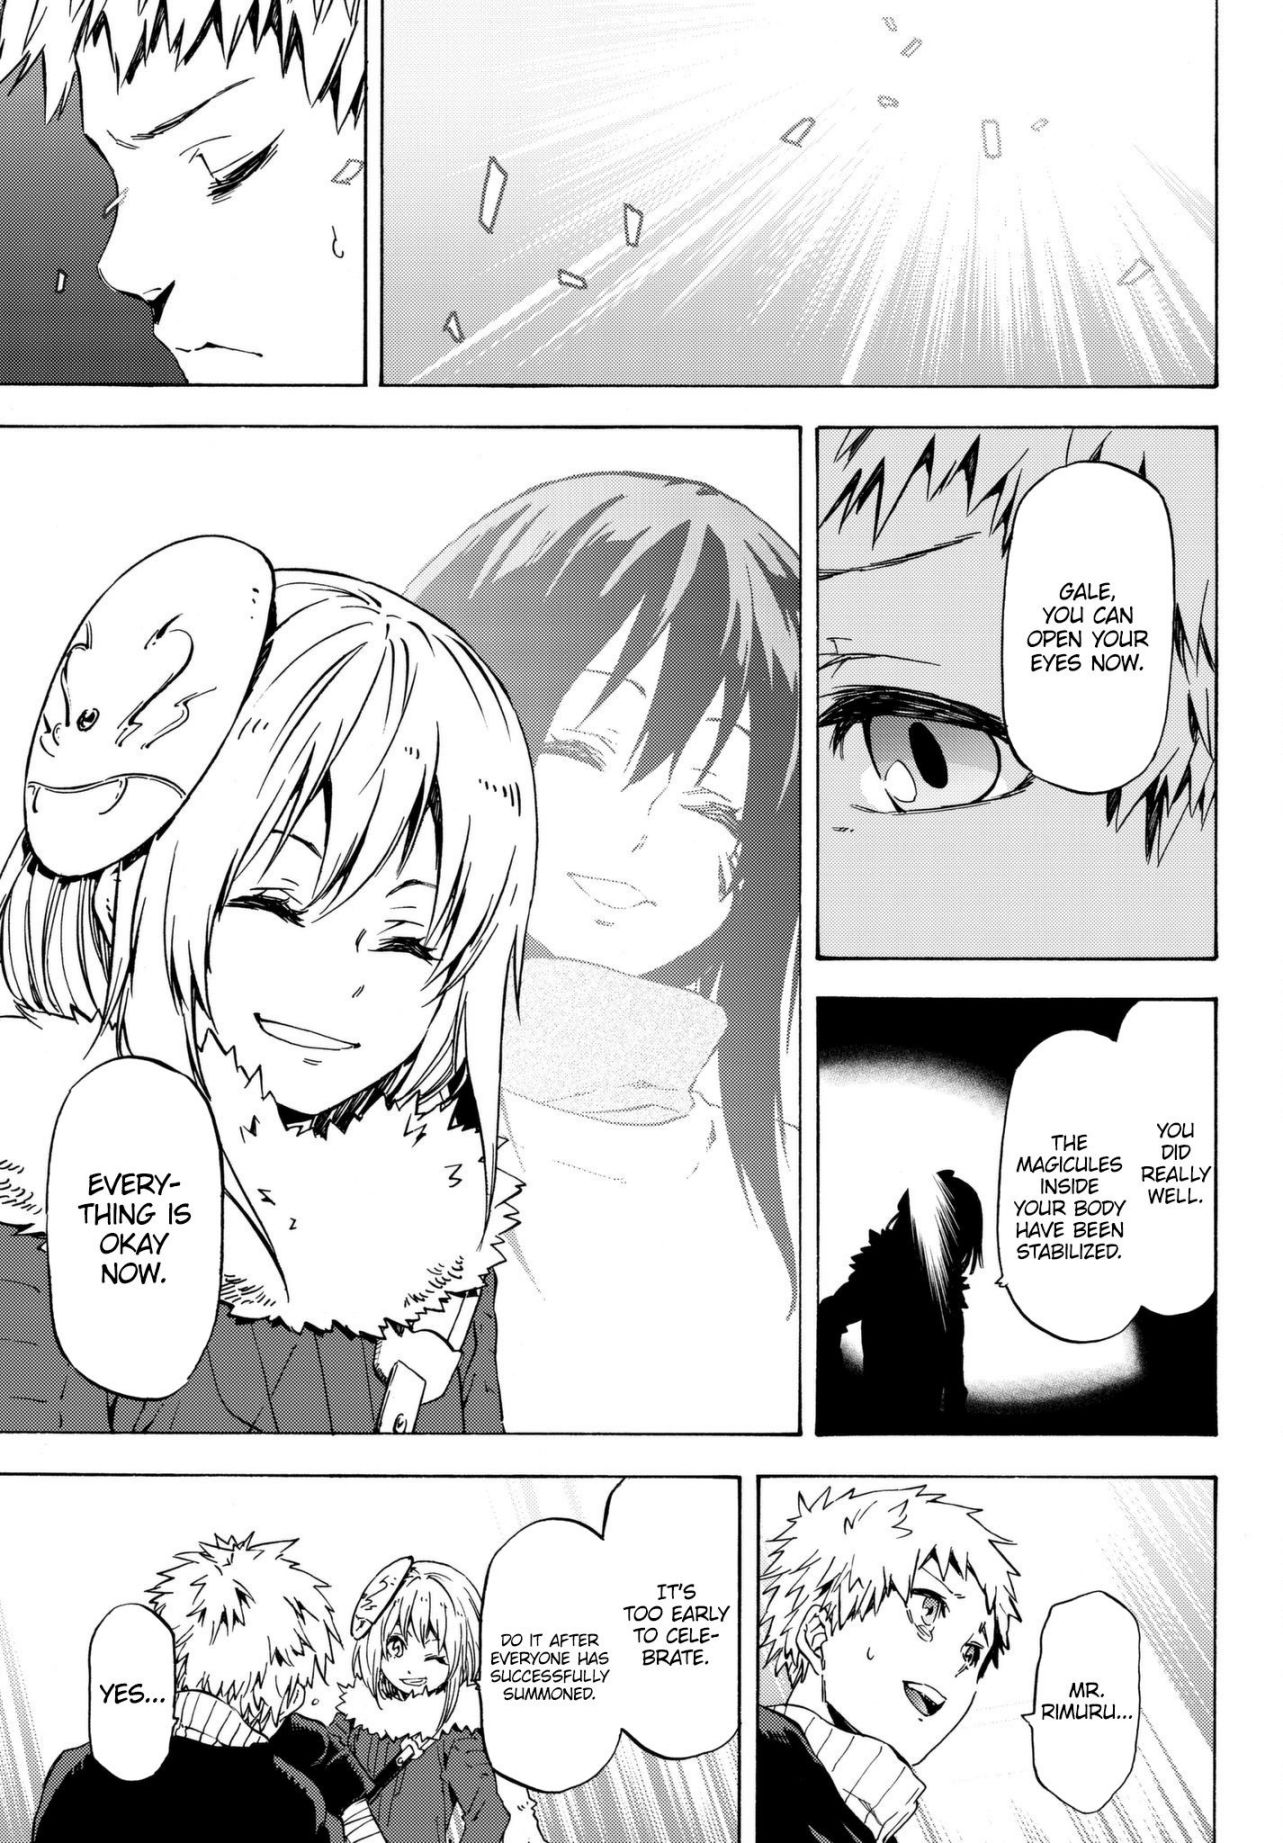 GALE,
YOU CAN
OPEN YOUR
EYES NOW.
YOU
DID
REALLY
WELL.
THE
MAGICULES
INSIDE
YOUR BODY
HAVE BEEN
STABILIZED.
EVERY-
THING IS
OKAY
NOW.
MR.
RIMURU...
IT'S
TOO EARLY
TO CELE-
BRATE.
DO IT AFTER
EVERYONE HAS
SUCCESSFULLY
SUMMONED.
YES...